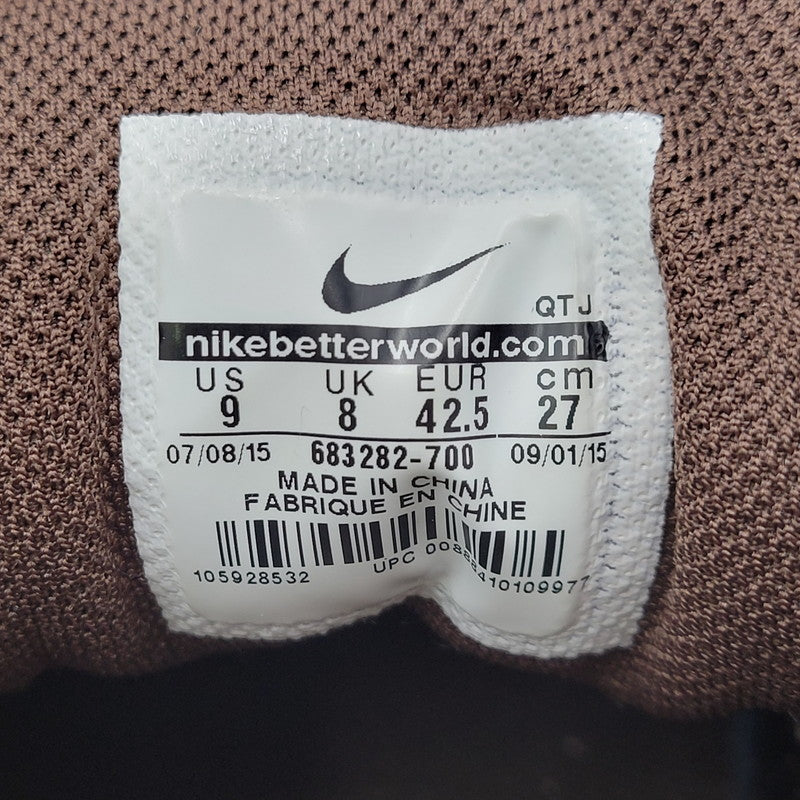 QTJ
nikebetterworld.com
US UK EUR cm
9 8 42.5 27
07/08/15 683282-700 09/01/15
MADE IN CHINA
FABRIQUE EN CHINE
105928532 UPC